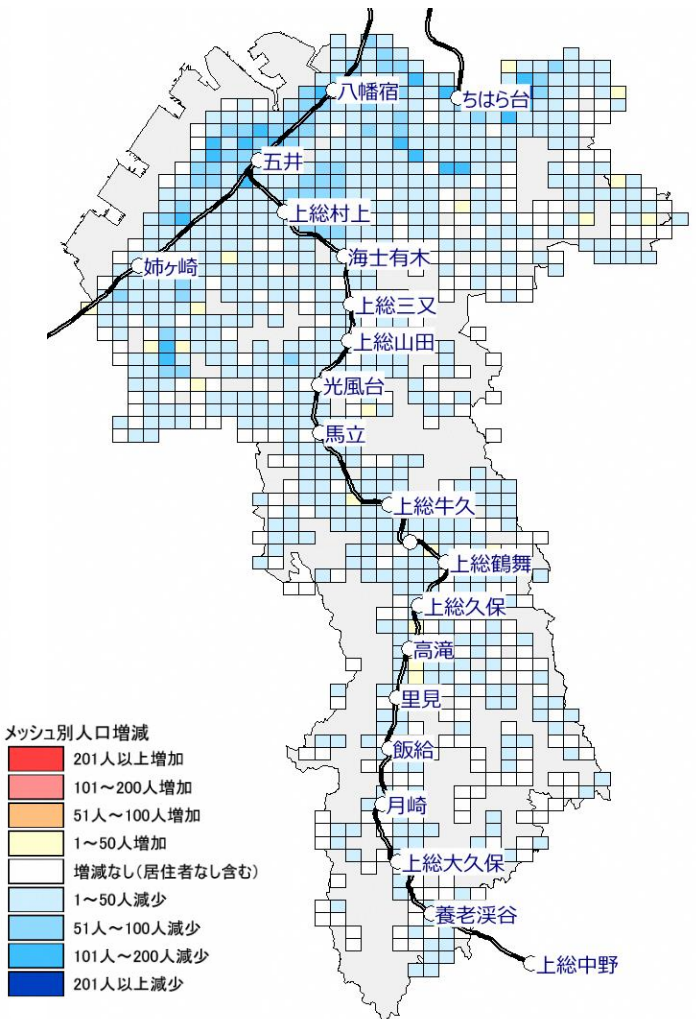 八幡宿
ちはら台
五井
上総村上
海士有木
姉ヶ崎
上総三又
上総山田
光風台
馬立
上総牛久
上総鶴舞
上総久保
高滝
里見
飯給
月崎
上総大久保
養老渓谷
上総中野
メッシュ別人口増減
201人以上増加
101～200人増加
51人～100人増加
1～50人増加
増減なし(居住者なし含む)
1～50人減少
51人～100人減少
101人～200人減少
201人以上減少